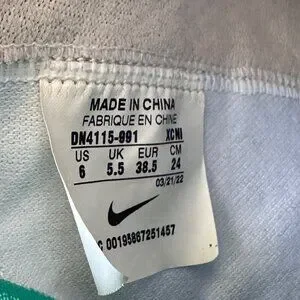 MADE IN CHINA
FABRIQUE EN CHINE
DN4115-991 XCNI
US UK EUR CM
6 5.5 38.5 24
03/21/22
C 00195867251457